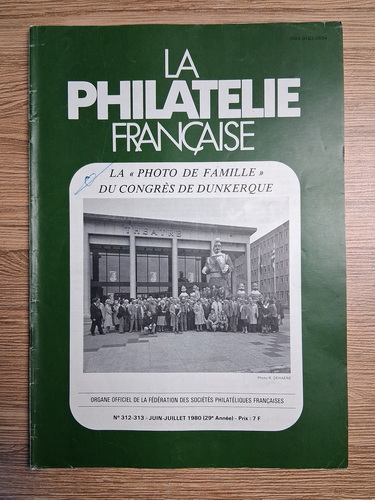 LA
PHILATELIE
FRANÇAISE
LA « PHOTO DE FAMILLE »
DU CONGRÈS DE DUNKERQUE
THEATRE
ORGANE OFFICIEL DE LA FÉDÉRATION DES SOCIÉTÉS PHILATÉLIQUES FRANÇAISES
N° 312-313 - JUIN-JUILLET 1980 (29e Année) - Prix : 7 F